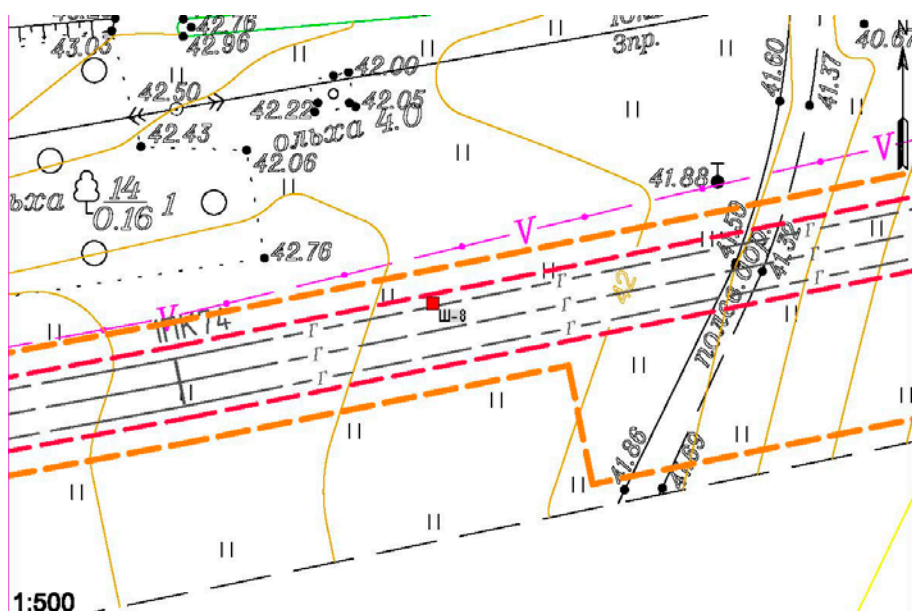 42.76
43.03
42.96
3пр.
N
40.67
42.00
41.60
41.37
42.50
42.22
42.05
42.43
ольха 4.0
42.06
V
41.88
ьха
14
0.16
1
41.50
V
41.32
42.76
Г
Г
42
полев. дор
V
ПК74
Ш-8
Г
Г
Г
Г
Г
Г
Г
41.86
41.69
1:500